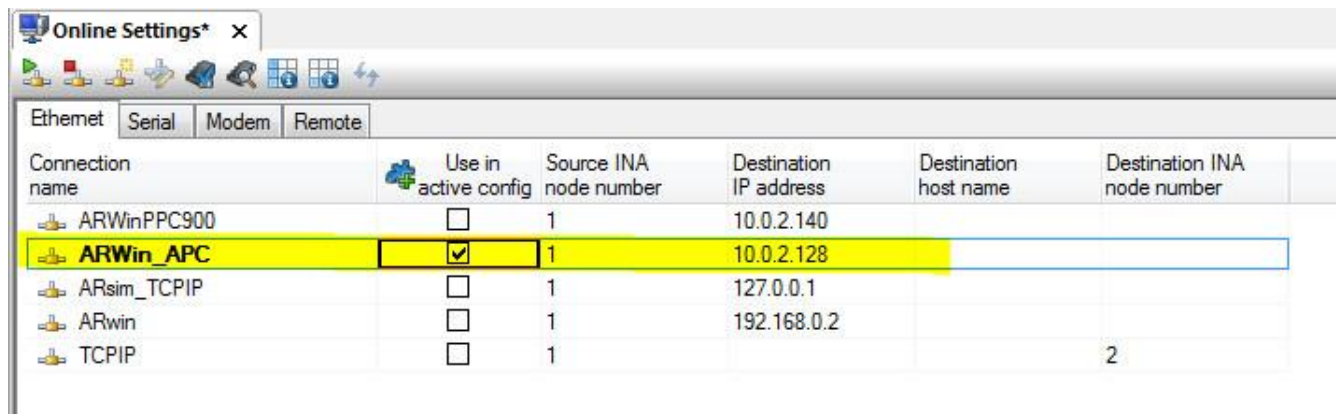 Online Settings* x
Ethernet Serial Modem Remote
Connection name Use in active config Source INA node number Destination IP address Destination host name Destination INA node number
ARWinPPC900 1 10.0.2.140
ARWin_APC 1 10.0.2.128
ARsim_TCPIP 1 127.0.0.1
ARwin 1 192.168.0.2
TCPIP 1 2